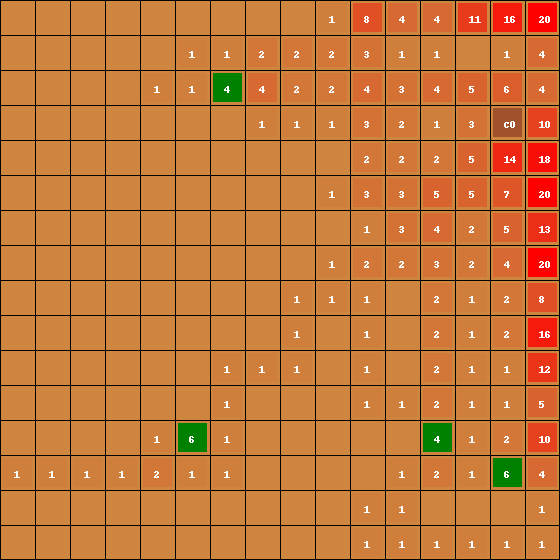 1 8 4 4 11 16 20
1 1 2 2 2 3 1 1 1 4
1 1 4 4 2 2 4 3 4 5 6 4
1 1 1 3 2 1 3 c0 10
2 2 2 5 14 18
1 3 3 5 5 7 20
1 3 4 2 5 13
1 2 2 3 2 4 20
1 1 1 2 1 2 8
1 1 2 1 2 16
1 1 1 1 2 1 1 12
1 1 1 2 1 1 5
1 6 1 4 1 2 10
1 1 1 1 2 1 1 1 2 1 6 4
1 1 1
1 1 1 1 1 1